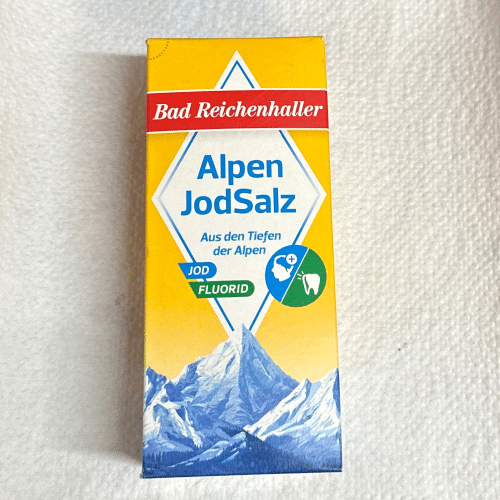 Bad Reichenhaller
Alpen
JodSalz
Aus den Tiefen
der Alpen
JOD
FLUORID